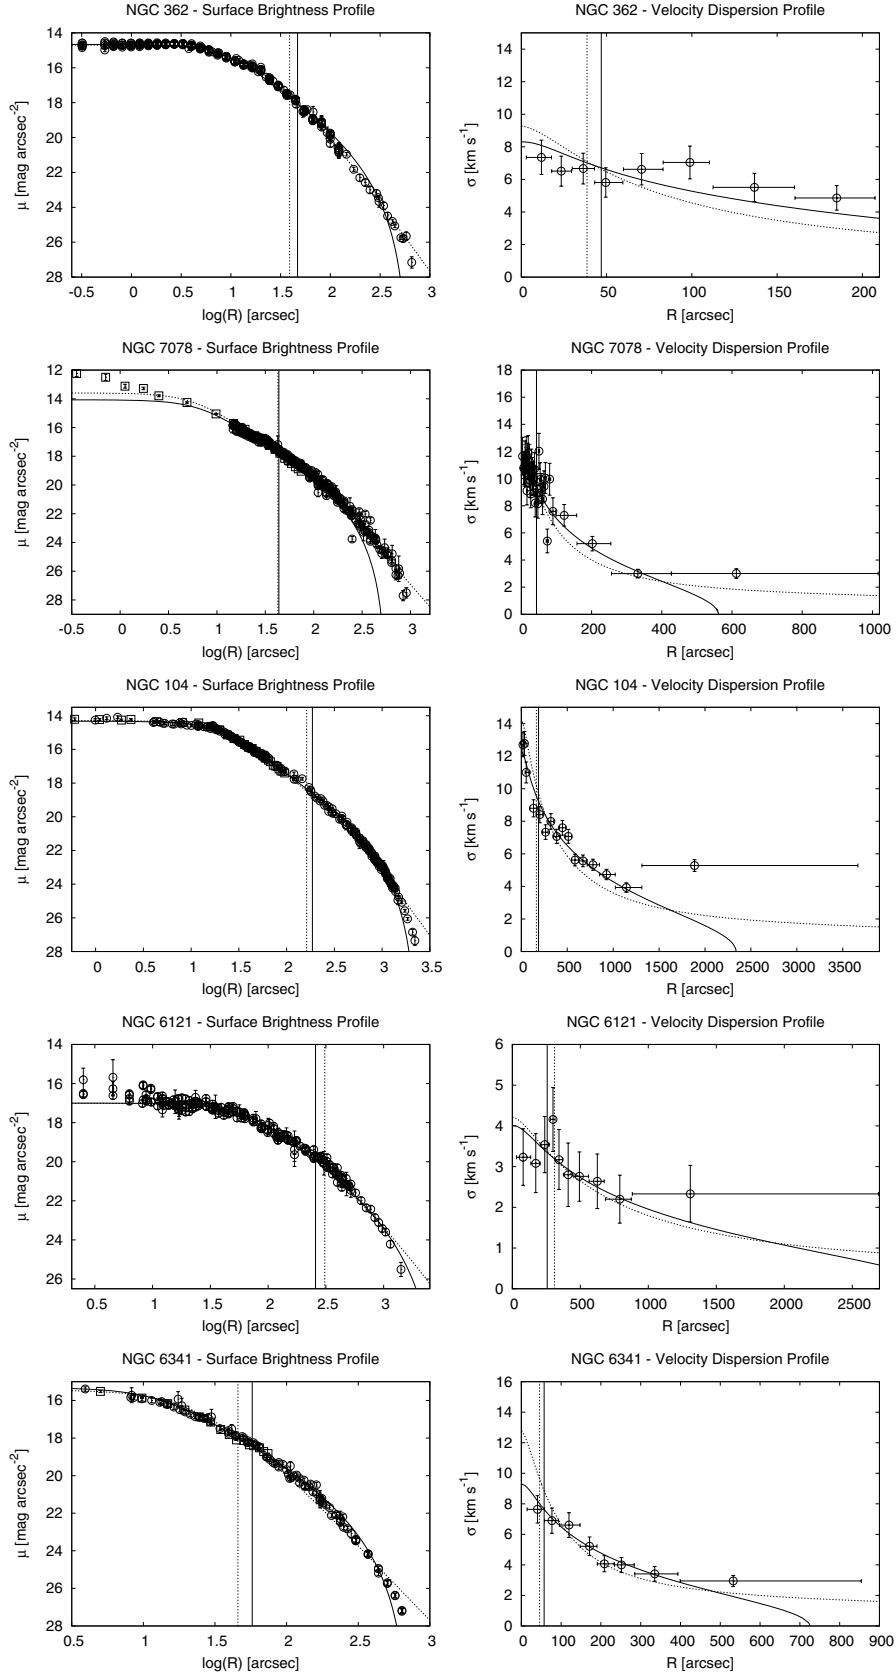 NGC 362 - Surface Brightness Profile
14
16
18
20
22
24
26
28
μ [mag arcsec⁻²]
-0.5 0 0.5 1 1.5 2 2.5 3
log(R) [arcsec]
NGC 362 - Velocity Dispersion Profile
14
12
10
8
6
4
2
0
σ [km s⁻¹]
0 50 100 150 200
R [arcsec]
NGC 7078 - Surface Brightness Profile
12
14
16
18
20
22
24
26
28
μ [mag arcsec⁻²]
-0.5 0 0.5 1 1.5 2 2.5 3
log(R) [arcsec]
NGC 7078 - Velocity Dispersion Profile
18
16
14
12
10
8
6
4
2
0
σ [km s⁻¹]
0 200 400 600 800 1000
R [arcsec]
NGC 104 - Surface Brightness Profile
14
16
18
20
22
24
26
28
μ [mag arcsec⁻²]
0 0.5 1 1.5 2 2.5 3 3.5
log(R) [arcsec]
NGC 104 - Velocity Dispersion Profile
14
12
10
8
6
4
2
0
σ [km s⁻¹]
0 500 1000 1500 2000 2500 3000 3500
R [arcsec]
NGC 6121 - Surface Brightness Profile
14
16
18
20
22
24
26
μ [mag arcsec⁻²]
0.5 1 1.5 2 2.5 3
log(R) [arcsec]
NGC 6121 - Velocity Dispersion Profile
6
5
4
3
2
1
0
σ [km s⁻¹]
0 500 1000 1500 2000 2500
R [arcsec]
NGC 6341 - Surface Brightness Profile
16
18
20
22
24
26
28
μ [mag arcsec⁻²]
0.5 1 1.5 2 2.5 3
log(R) [arcsec]
NGC 6341 - Velocity Dispersion Profile
16
14
12
10
8
6
4
2
0
σ [km s⁻¹]
0 100 200 300 400 500 600 700 800 900
R [arcsec]